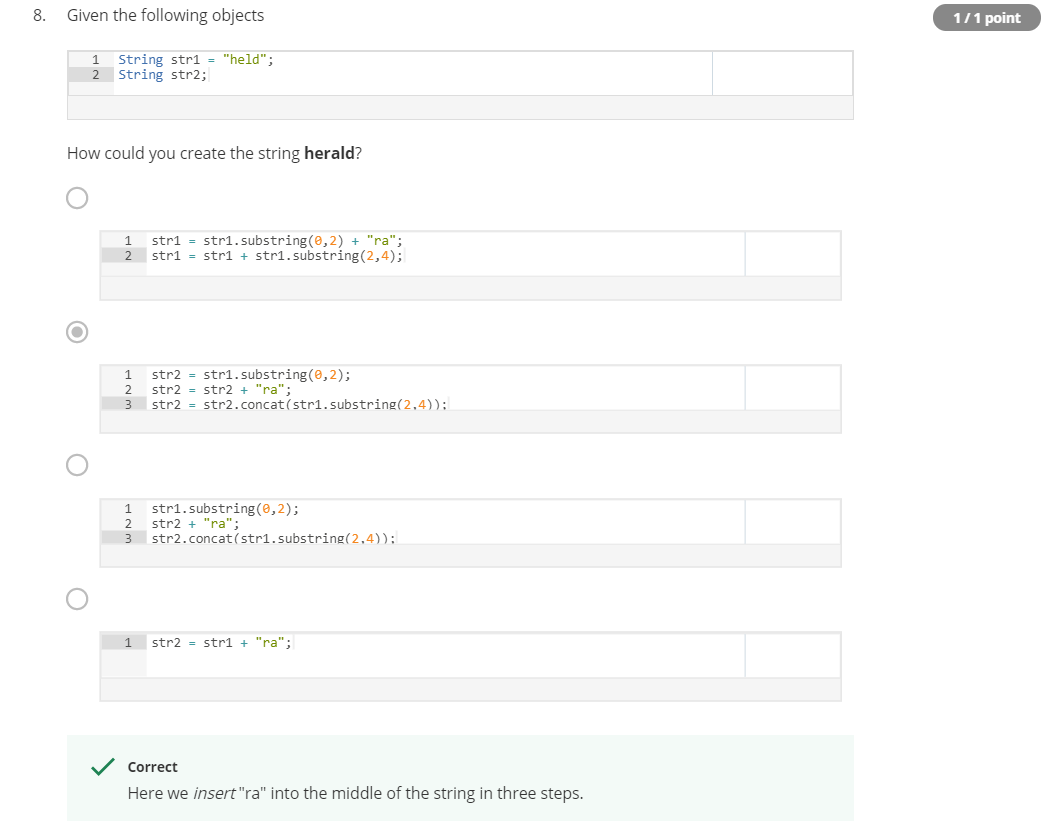 8. Given the following objects
1 / 1 point
1 String str1 = "held";
2 String str2;
How could you create the string herald?
1 str1 = str1.substring(0,2) + "ra";
2 str1 = str1 + str1.substring(2,4);
1 str2 = str1.substring(0,2);
2 str2 = str2 + "ra";
3 str2 = str2.concat(str1.substring(2,4));
1 str1.substring(0,2);
2 str2 + "ra";
3 str2.concat(str1.substring(2,4));
1 str2 = str1 + "ra";
Correct
Here we insert "ra" into the middle of the string in three steps.